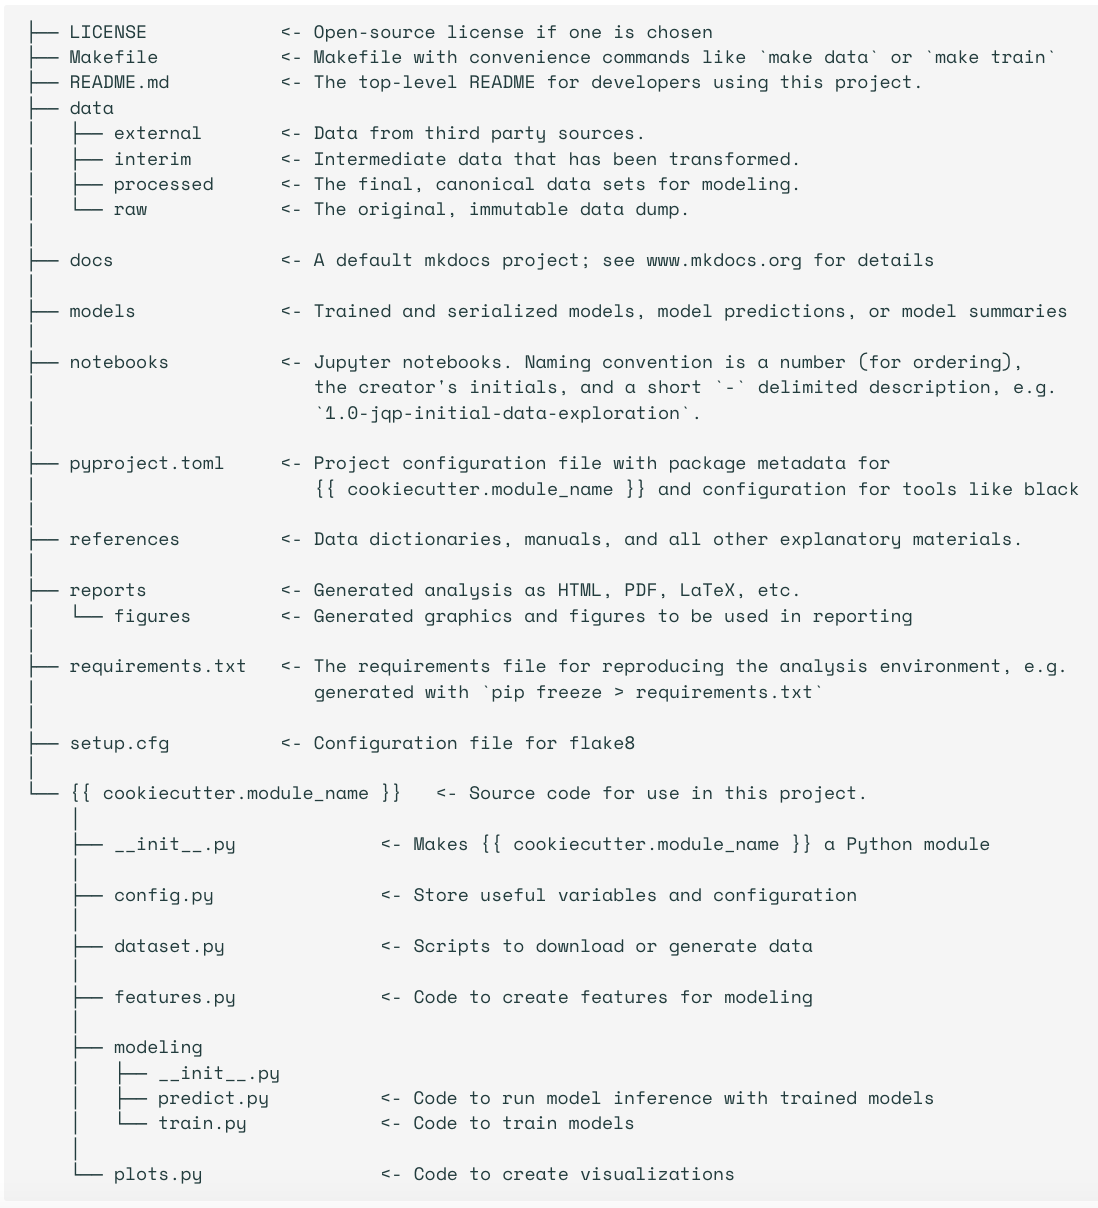 ├── LICENSE            <- Open-source license if one is chosen
├── Makefile           <- Makefile with convenience commands like `make data` or `make train`
├── README.md          <- The top-level README for developers using this project.
├── data
│   ├── external       <- Data from third party sources.
│   ├── interim        <- Intermediate data that has been transformed.
│   ├── processed      <- The final, canonical data sets for modeling.
│   └── raw            <- The original, immutable data dump.
│
├── docs               <- A default mkdocs project; see www.mkdocs.org for details
│
├── models             <- Trained and serialized models, model predictions, or model summaries
│
├── notebooks          <- Jupyter notebooks. Naming convention is a number (for ordering),
│                         the creator's initials, and a short `-` delimited description, e.g.
│                         `1.0-jqp-initial-data-exploration`.
│
├── pyproject.toml     <- Project configuration file with package metadata for
│                         {{ cookiecutter.module_name }} and configuration for tools like black
│
├── references         <- Data dictionaries, manuals, and all other explanatory materials.
│
├── reports            <- Generated analysis as HTML, PDF, LaTeX, etc.
│   └── figures        <- Generated graphics and figures to be used in reporting
│
├── requirements.txt   <- The requirements file for reproducing the analysis environment, e.g.
│                         generated with `pip freeze > requirements.txt`
│
├── setup.cfg          <- Configuration file for flake8
│
└── {{ cookiecutter.module_name }}   <- Source code for use in this project.
    │
    ├── __init__.py             <- Makes {{ cookiecutter.module_name }} a Python module
    │
    ├── config.py               <- Store useful variables and configuration
    │
    ├── dataset.py              <- Scripts to download or generate data
    │
    ├── features.py             <- Code to create features for modeling
    │
    ├── modeling
    │   ├── __init__.py
    │   ├── predict.py          <- Code to run model inference with trained models
    │   └── train.py            <- Code to train models
    │
    └── plots.py                <- Code to create visualizations